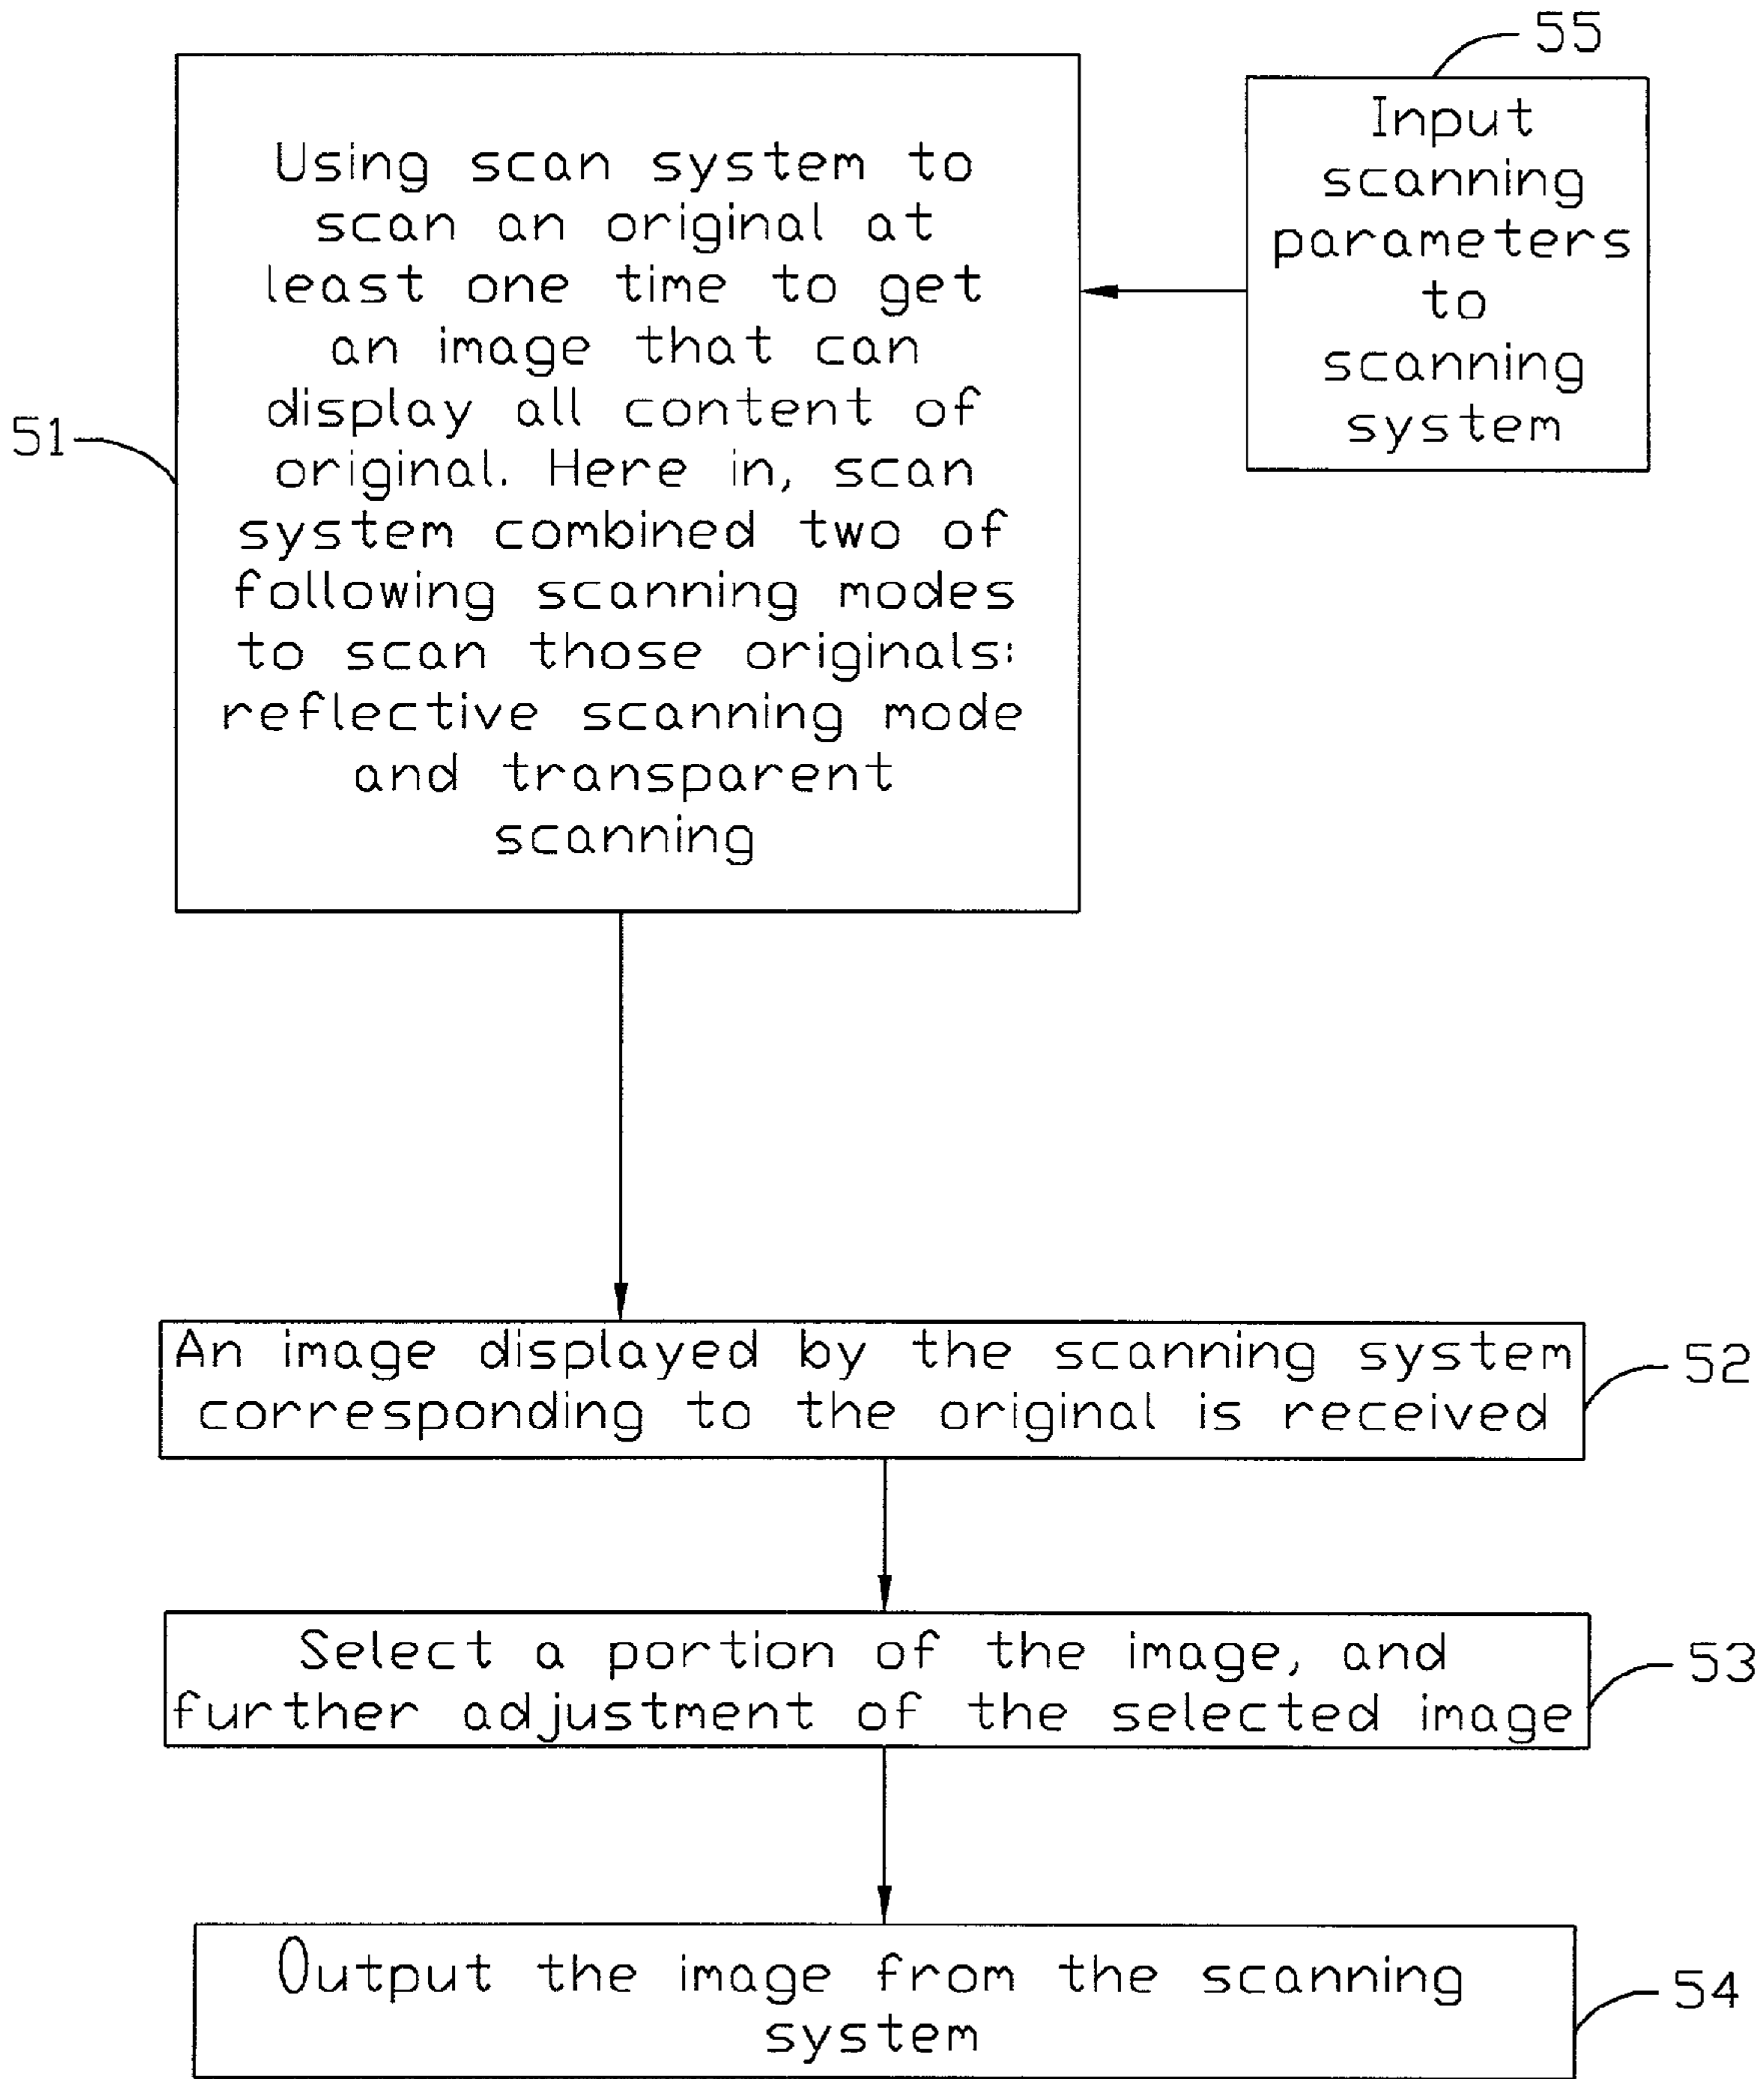 55
Input
scanning
parameters
to
scanning
system
51
Using scan system to
scan an original at
least one time to get
an image that can
display all content of
original. Here in, scan
system combined two of
following scanning modes
to scan those originals:
reflective scanning mode
and transparent
scanning
An image displayed by the scanning system
corresponding to the original is received
52
Select a portion of the image, and
further adjustment of the selected image
53
Output the image from the scanning
system
54